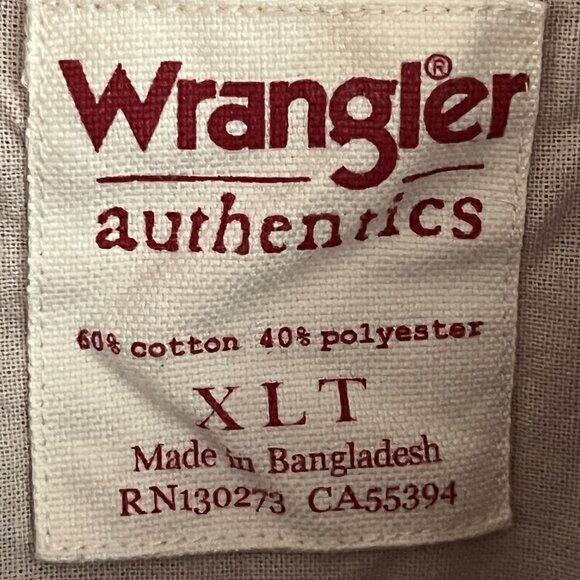 Wrangler®
authentics
60% cotton 40% polyester
XLT
Made in Bangladesh
RN130273 CA55394